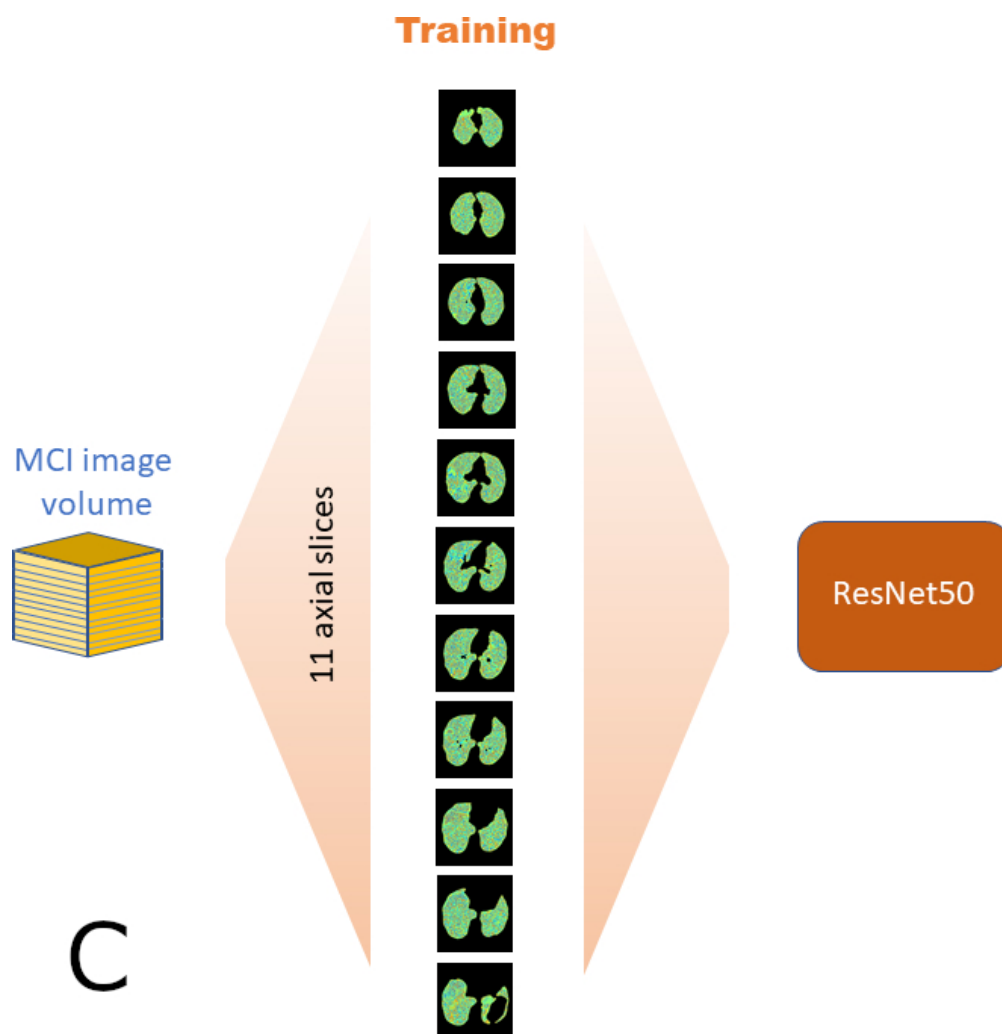 Training
MCI image
volume
11 axial slices
ResNet50
C